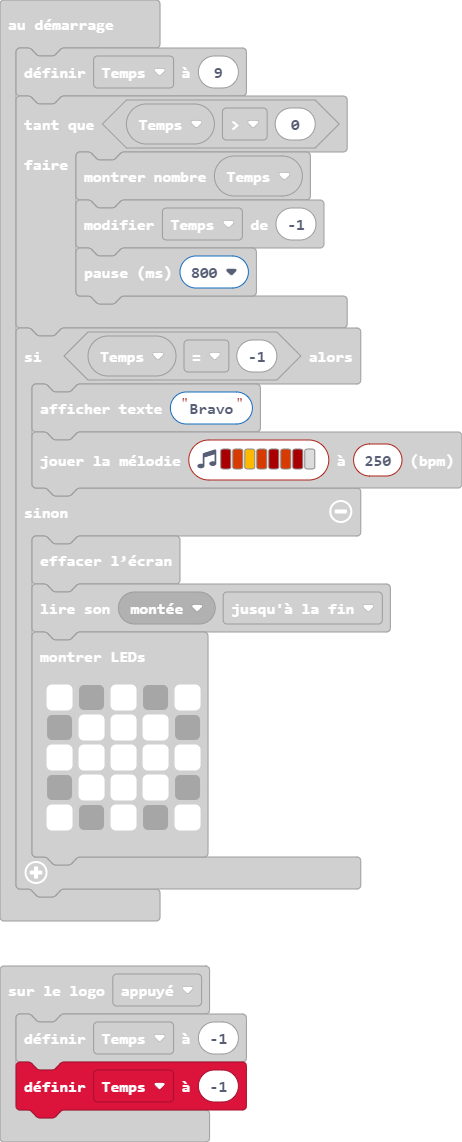 au démarrage
définir Temps à 9
tant que Temps > 0
faire
montrer nombre Temps
modifier Temps de -1
pause (ms) 800
si Temps = -1 alors
afficher texte "Bravo"
jouer la mélodie à 250 (bpm)
sinon
effacer l’écran
lire son montée jusqu'à la fin
montrer LEDs
sur le logo appuyé
définir Temps à -1
définir Temps à -1